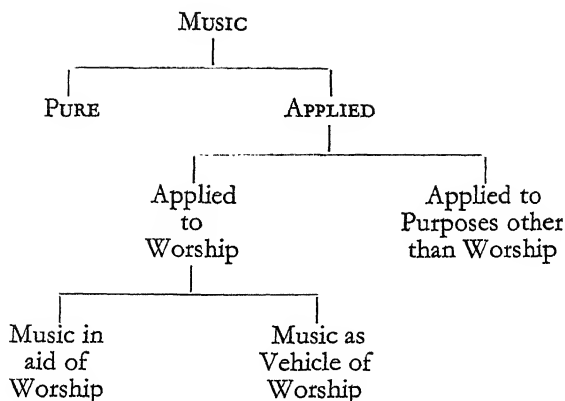 MUSIC
PURE
APPLIED
Applied
to
Worship
Applied to
Purposes other
than Worship
Music in
aid of
Worship
Music as
Vehicle of
Worship